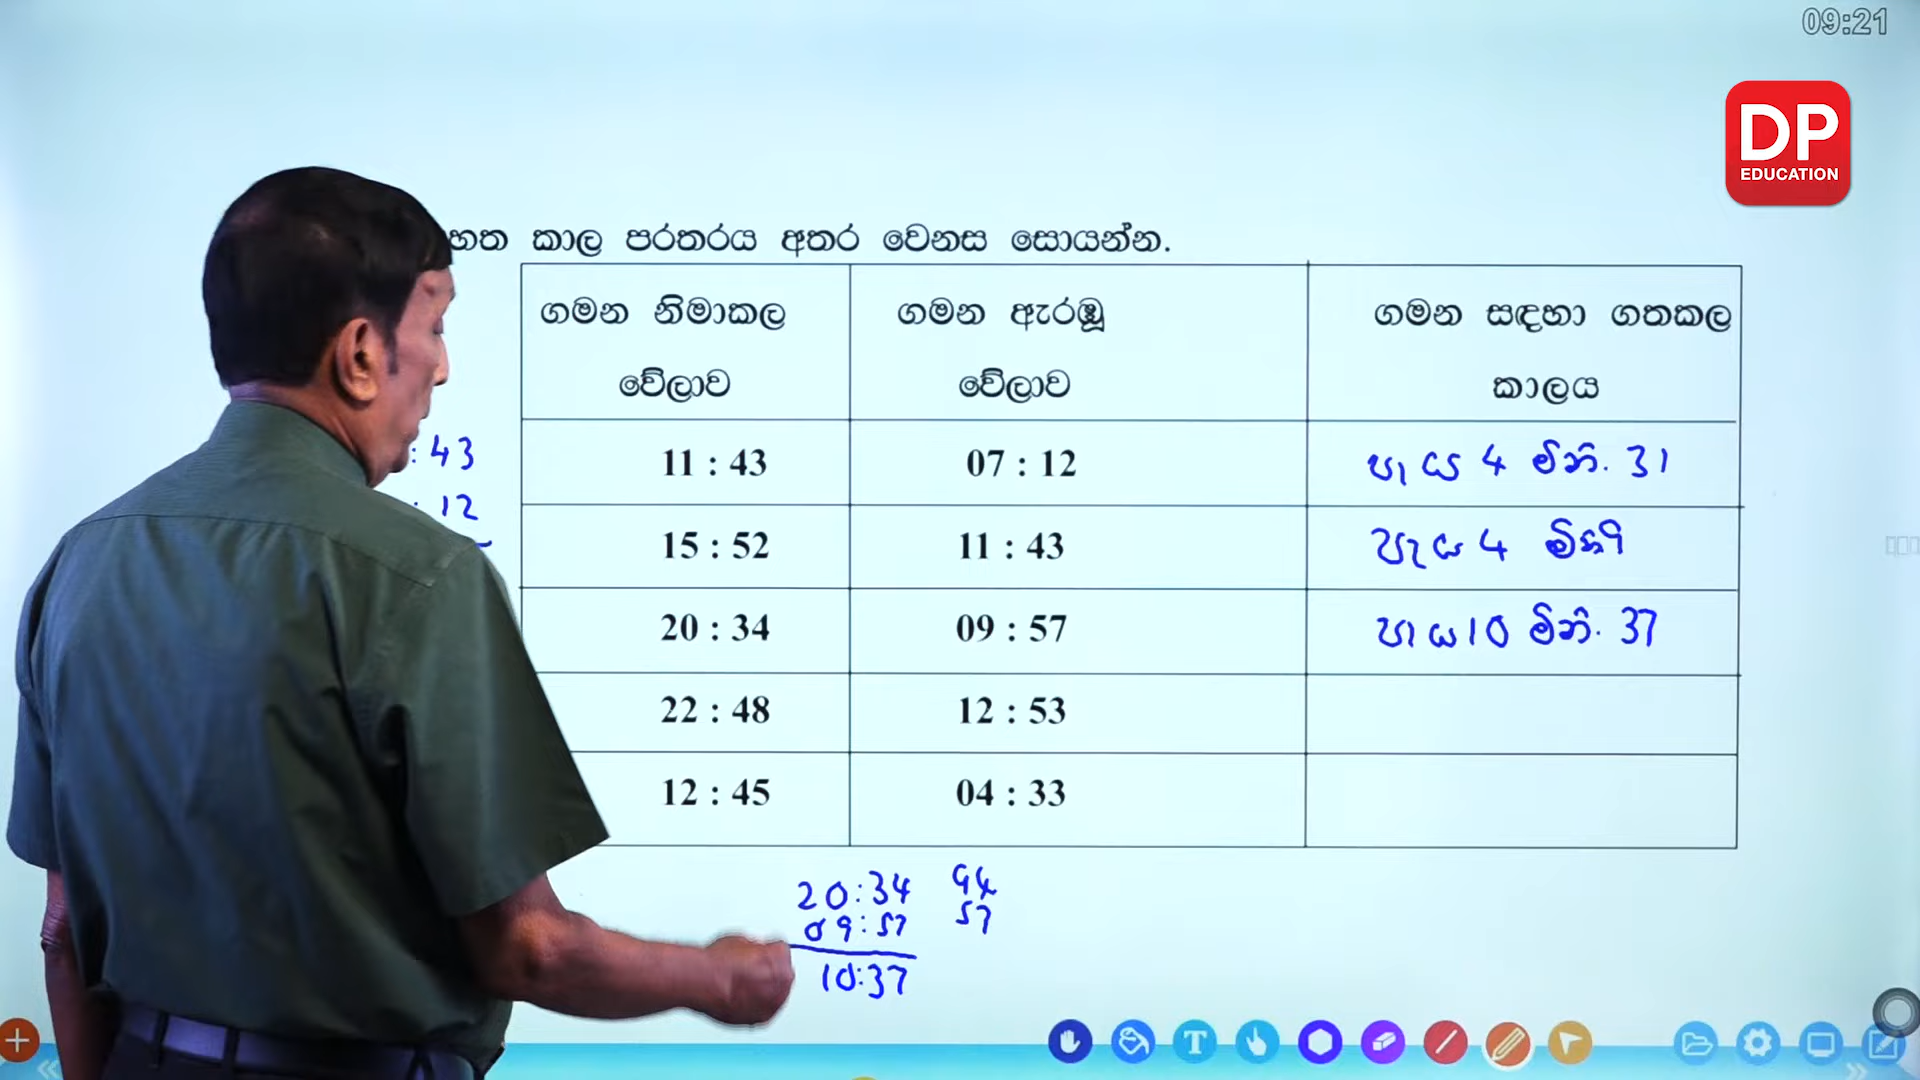 09:21
DP
EDUCATION
හත කාල පරතරය අතර වෙනස සොයන්න.
ගමන නිමාකල වේලාව
ගමන ඇරඹූ වේලාව
ගමන සඳහා ගතකල කාලය
: 43
: 12
11 : 43 07 : 12 පැය 4 මිනි. 31
15 : 52 11 : 43 පැය 4 මිනි 9
20 : 34 09 : 57 පැය 10 මිනි. 37
22 : 48 12 : 53
12 : 45 04 : 33
20:34 94
09:57 57
10:37